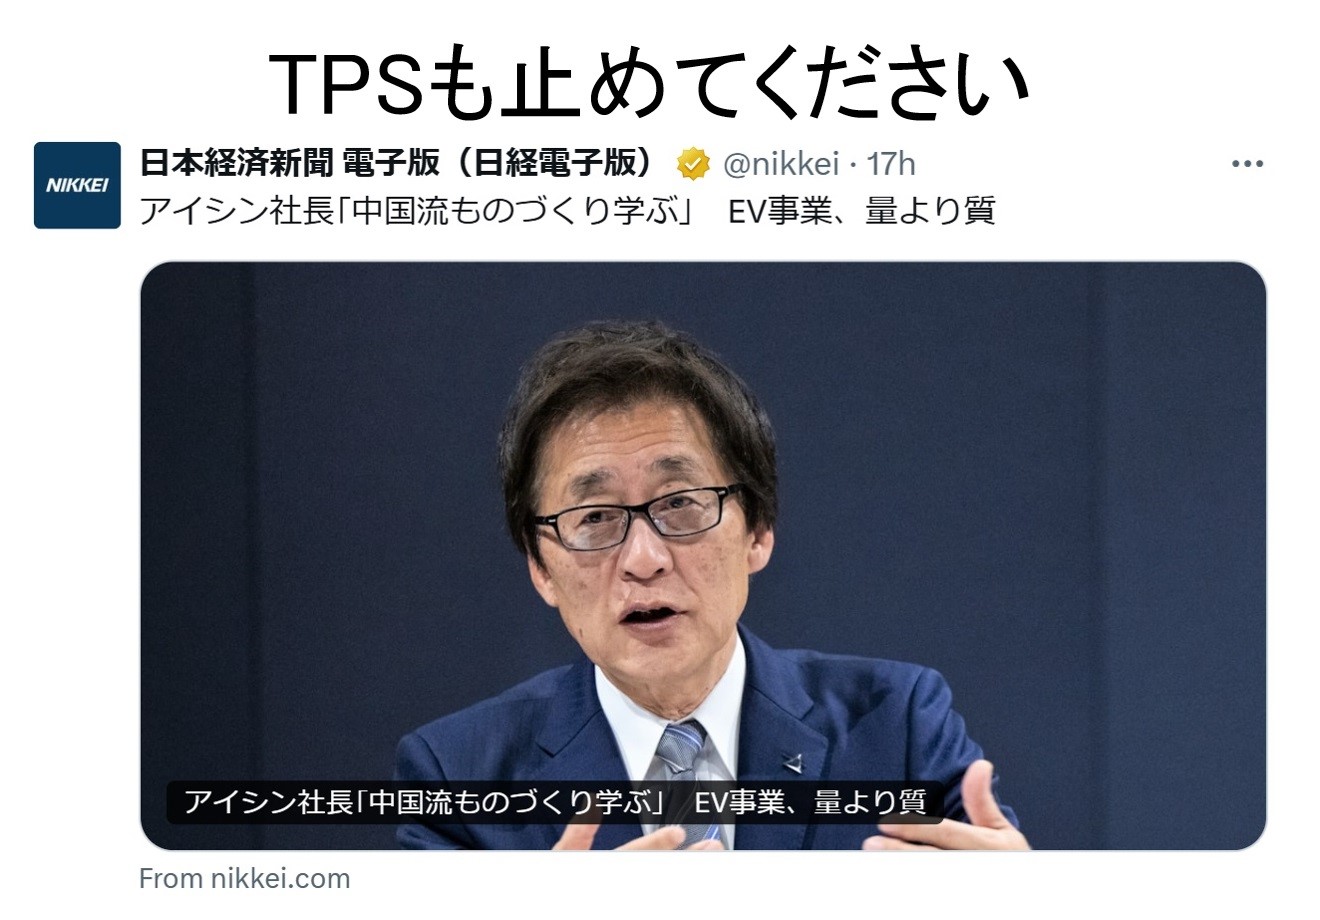 TPSも止めてください
NIKKEI
日本経済新聞 電子版（日経電子版） @nikkei · 17h
アイシン社長「中国流ものづくり学ぶ」 EV事業、量より質
アイシン社長「中国流ものづくり学ぶ」 EV事業、量より質
From nikkei.com